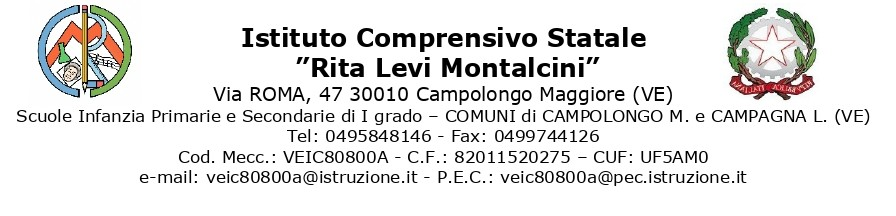 Istituto Comprensivo Statale
”Rita Levi Montalcini”
Via ROMA, 47 30010 Campolongo Maggiore (VE)
Scuole Infanzia Primarie e Secondarie di I grado – COMUNI di CAMPOLONGO M. e CAMPAGNA L. (VE)
Tel: 0495848146 - Fax: 0499744126
Cod. Mecc.: VEIC80800A - C.F.: 82011520275 – CUF: UF5AM0
e-mail: veic80800a@istruzione.it - P.E.C.: veic80800a@pec.istruzione.it